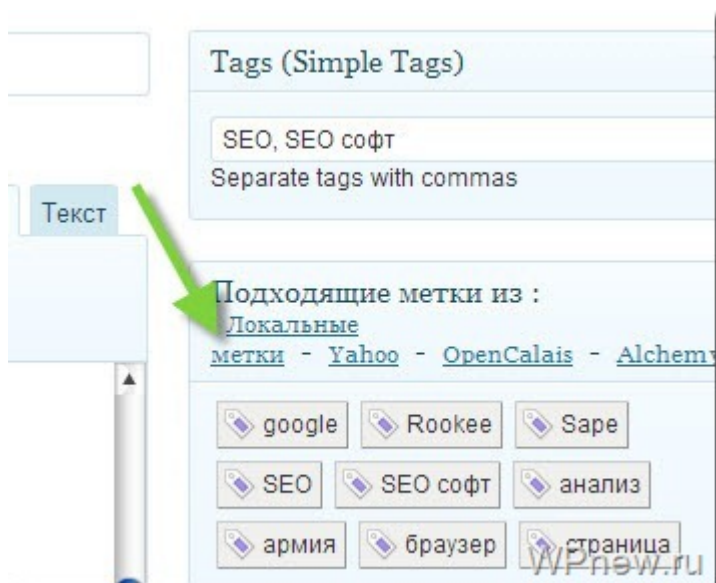 Tags (Simple Tags)
SEO, SEO софт
Separate tags with commas
Текст
Подходящие метки из :
Локальные
метки - Yahoo - OpenCalais - Alchemy
google Rookee Sape
SEO SEO софт анализ
армия браузер страница
WPnew.ru